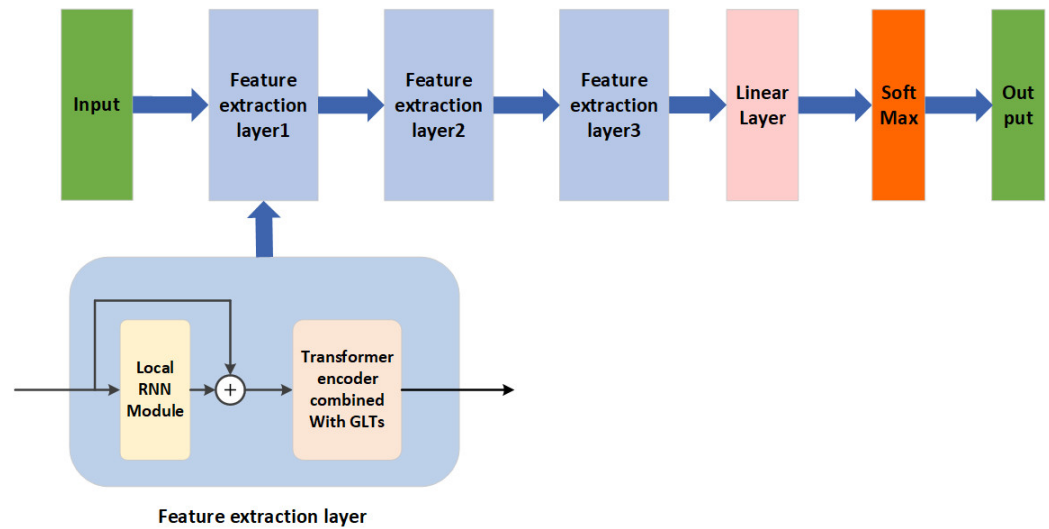 Input
Feature
extraction
layer1
Feature
extraction
layer2
Feature
extraction
layer3
Linear
Layer
Soft
Max
Out
put
Local
RNN
Module
+
Transformer
encoder
combined
With GLTs
Feature extraction layer